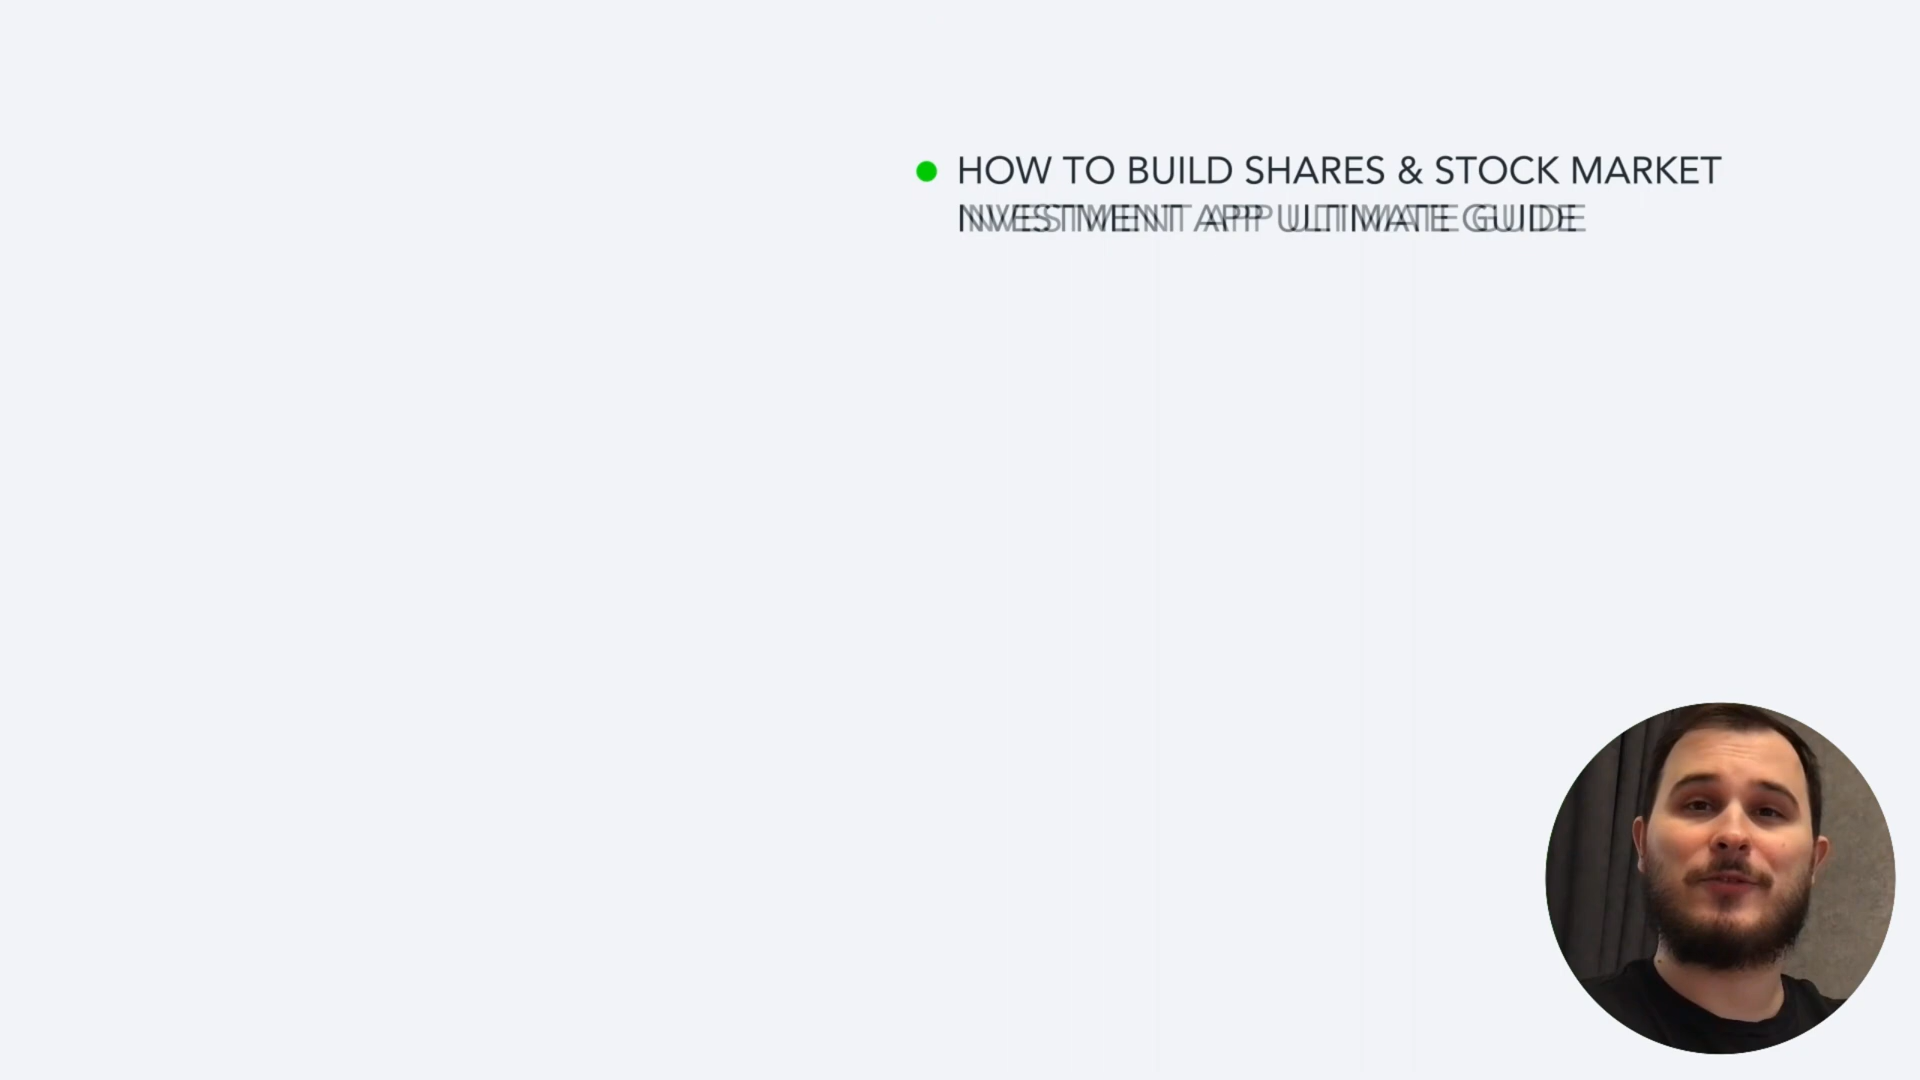 HOW TO BUILD SHARES & STOCK MARKET
INVESTMENT APP ULTIMATE GUIDE